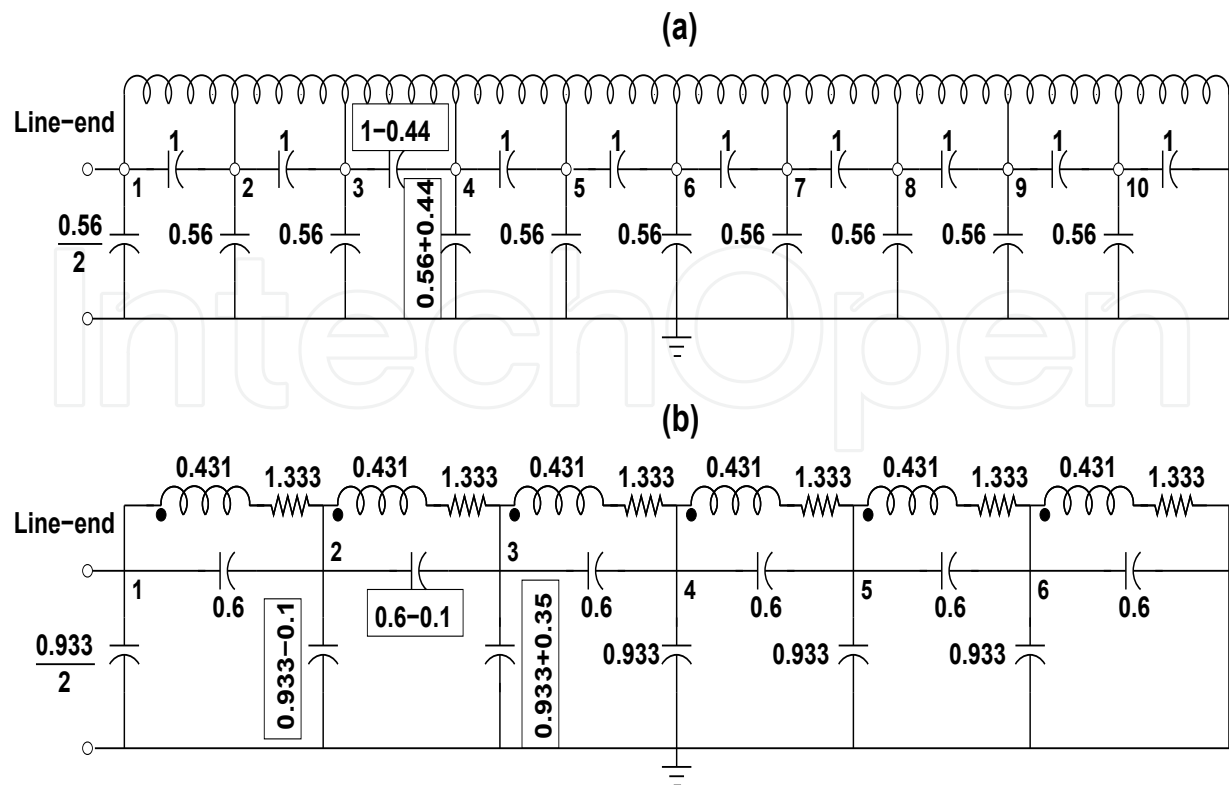 (a)
Line−end
1 1 1−0.44 1 1 1 1 1 1 1
1 2 3 4 5 6 7 8 9 10
0.56
2
0.56 0.56 0.56+0.44 0.56 0.56 0.56 0.56 0.56 0.56
IntechOpen
(b)
0.431 1.333 0.431 1.333 0.431 1.333 0.431 1.333 0.431 1.333 0.431 1.333
Line−end
1 2 3 4 5 6
0.6 0.6−0.1 0.6 0.6 0.6 0.6
0.933
2
0.933−0.1 0.933+0.35 0.933 0.933 0.933